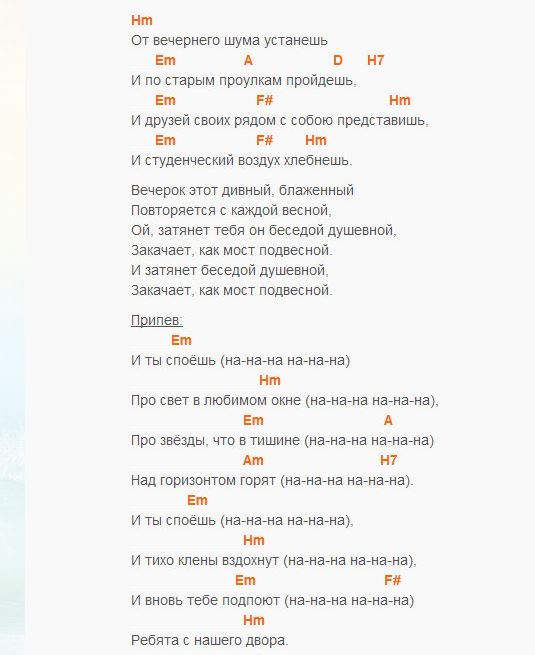 Hm
От вечернего шума устанешь
Em A D H7
И по старым проулкам пройдешь,
Em F# Hm
И друзей своих рядом с собою представишь,
Em F# Hm
И студенческий воздух хлебнешь.
Вечерок этот дивный, блаженный
Повторяется с каждой весной,
Ой, затянет тебя он беседой душевной,
Закачает, как мост подвесной.
И затянет беседой душевной,
Закачает, как мост подвесной.
Припев:
Em
И ты споёшь (на-на-на на-на-на)
Hm
Про свет в любимом окне (на-на-на на-на-на),
Em A
Про звёзды, что в тишине (на-на-на на-на-на)
Am H7
Над горизонтом горят (на-на-на на-на-на).
Em
И ты споёшь (на-на-на на-на-на),
Hm
И тихо клены вздохнут (на-на-на на-на-на),
Em F#
И вновь тебе подпоют (на-на-на на-на-на)
Hm
Ребята с нашего двора.